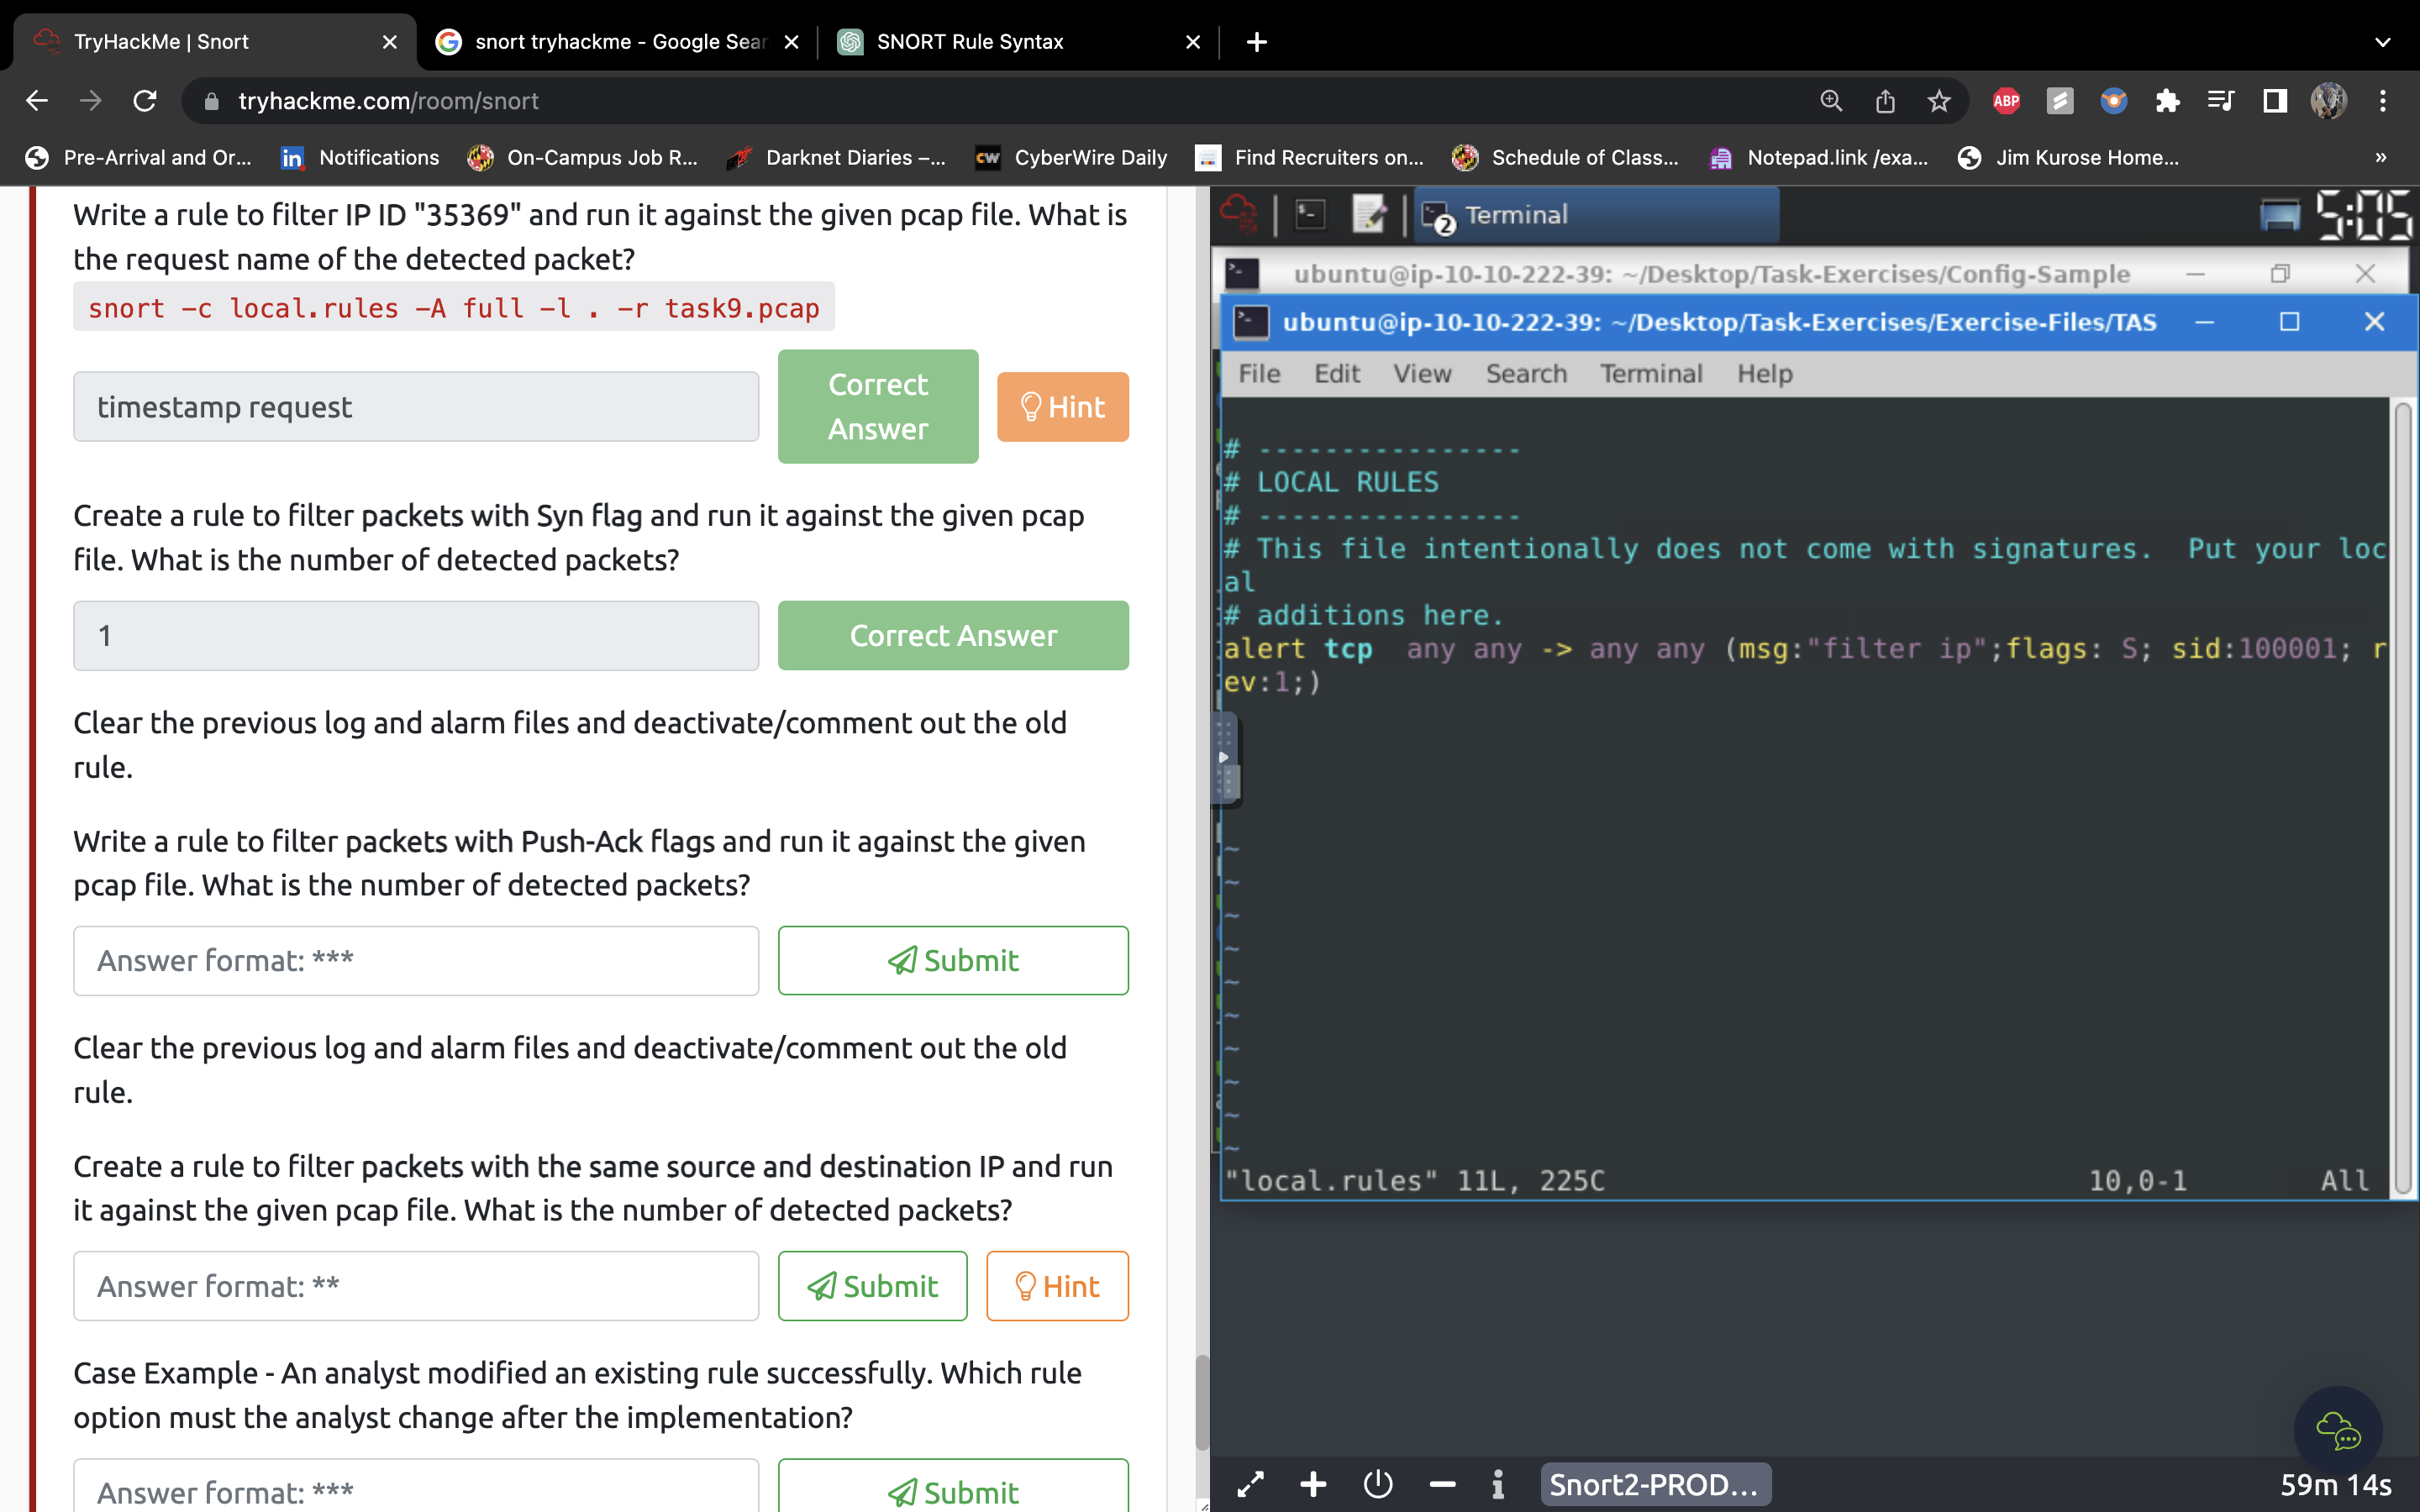 TryHackMe | Snort
snort tryhackme - Google Sear
SNORT Rule Syntax
tryhackme.com/room/snort
ABP
Pre-Arrival and Or...
in Notifications
On-Campus Job R...
Darknet Diaries –...
CW CyberWire Daily
Find Recruiters on...
Schedule of Class...
Notepad.link /exa...
Jim Kurose Home...
»
Write a rule to filter IP ID "35369" and run it against the given pcap file. What is
the request name of the detected packet?
snort -c local.rules -A full -l . -r task9.pcap
timestamp request
Correct
Answer
Hint
Create a rule to filter packets with Syn flag and run it against the given pcap
file. What is the number of detected packets?
1
Correct Answer
Clear the previous log and alarm files and deactivate/comment out the old
rule.
Write a rule to filter packets with Push-Ack flags and run it against the given
pcap file. What is the number of detected packets?
Answer format: ***
Submit
Clear the previous log and alarm files and deactivate/comment out the old
rule.
Create a rule to filter packets with the same source and destination IP and run
it against the given pcap file. What is the number of detected packets?
Answer format: **
Submit
Hint
Case Example - An analyst modified an existing rule successfully. Which rule
option must the analyst change after the implementation?
Answer format: ***
Submit
2 Terminal
5:05
ubuntu@ip-10-10-222-39: ~/Desktop/Task-Exercises/Config-Sample
ubuntu@ip-10-10-222-39: ~/Desktop/Task-Exercises/Exercise-Files/TAS
File Edit View Search Terminal Help
# ----------------
# LOCAL RULES
# ----------------
# This file intentionally does not come with signatures.  Put your loc
al
# additions here.
alert tcp  any any -> any any (msg:"filter ip";flags: S; sid:100001; r
ev:1;)
~
~
~
~
~
~
~
~
~
~
"local.rules" 11L, 225C 10,0-1 All
Snort2-PROD...
59m 14s